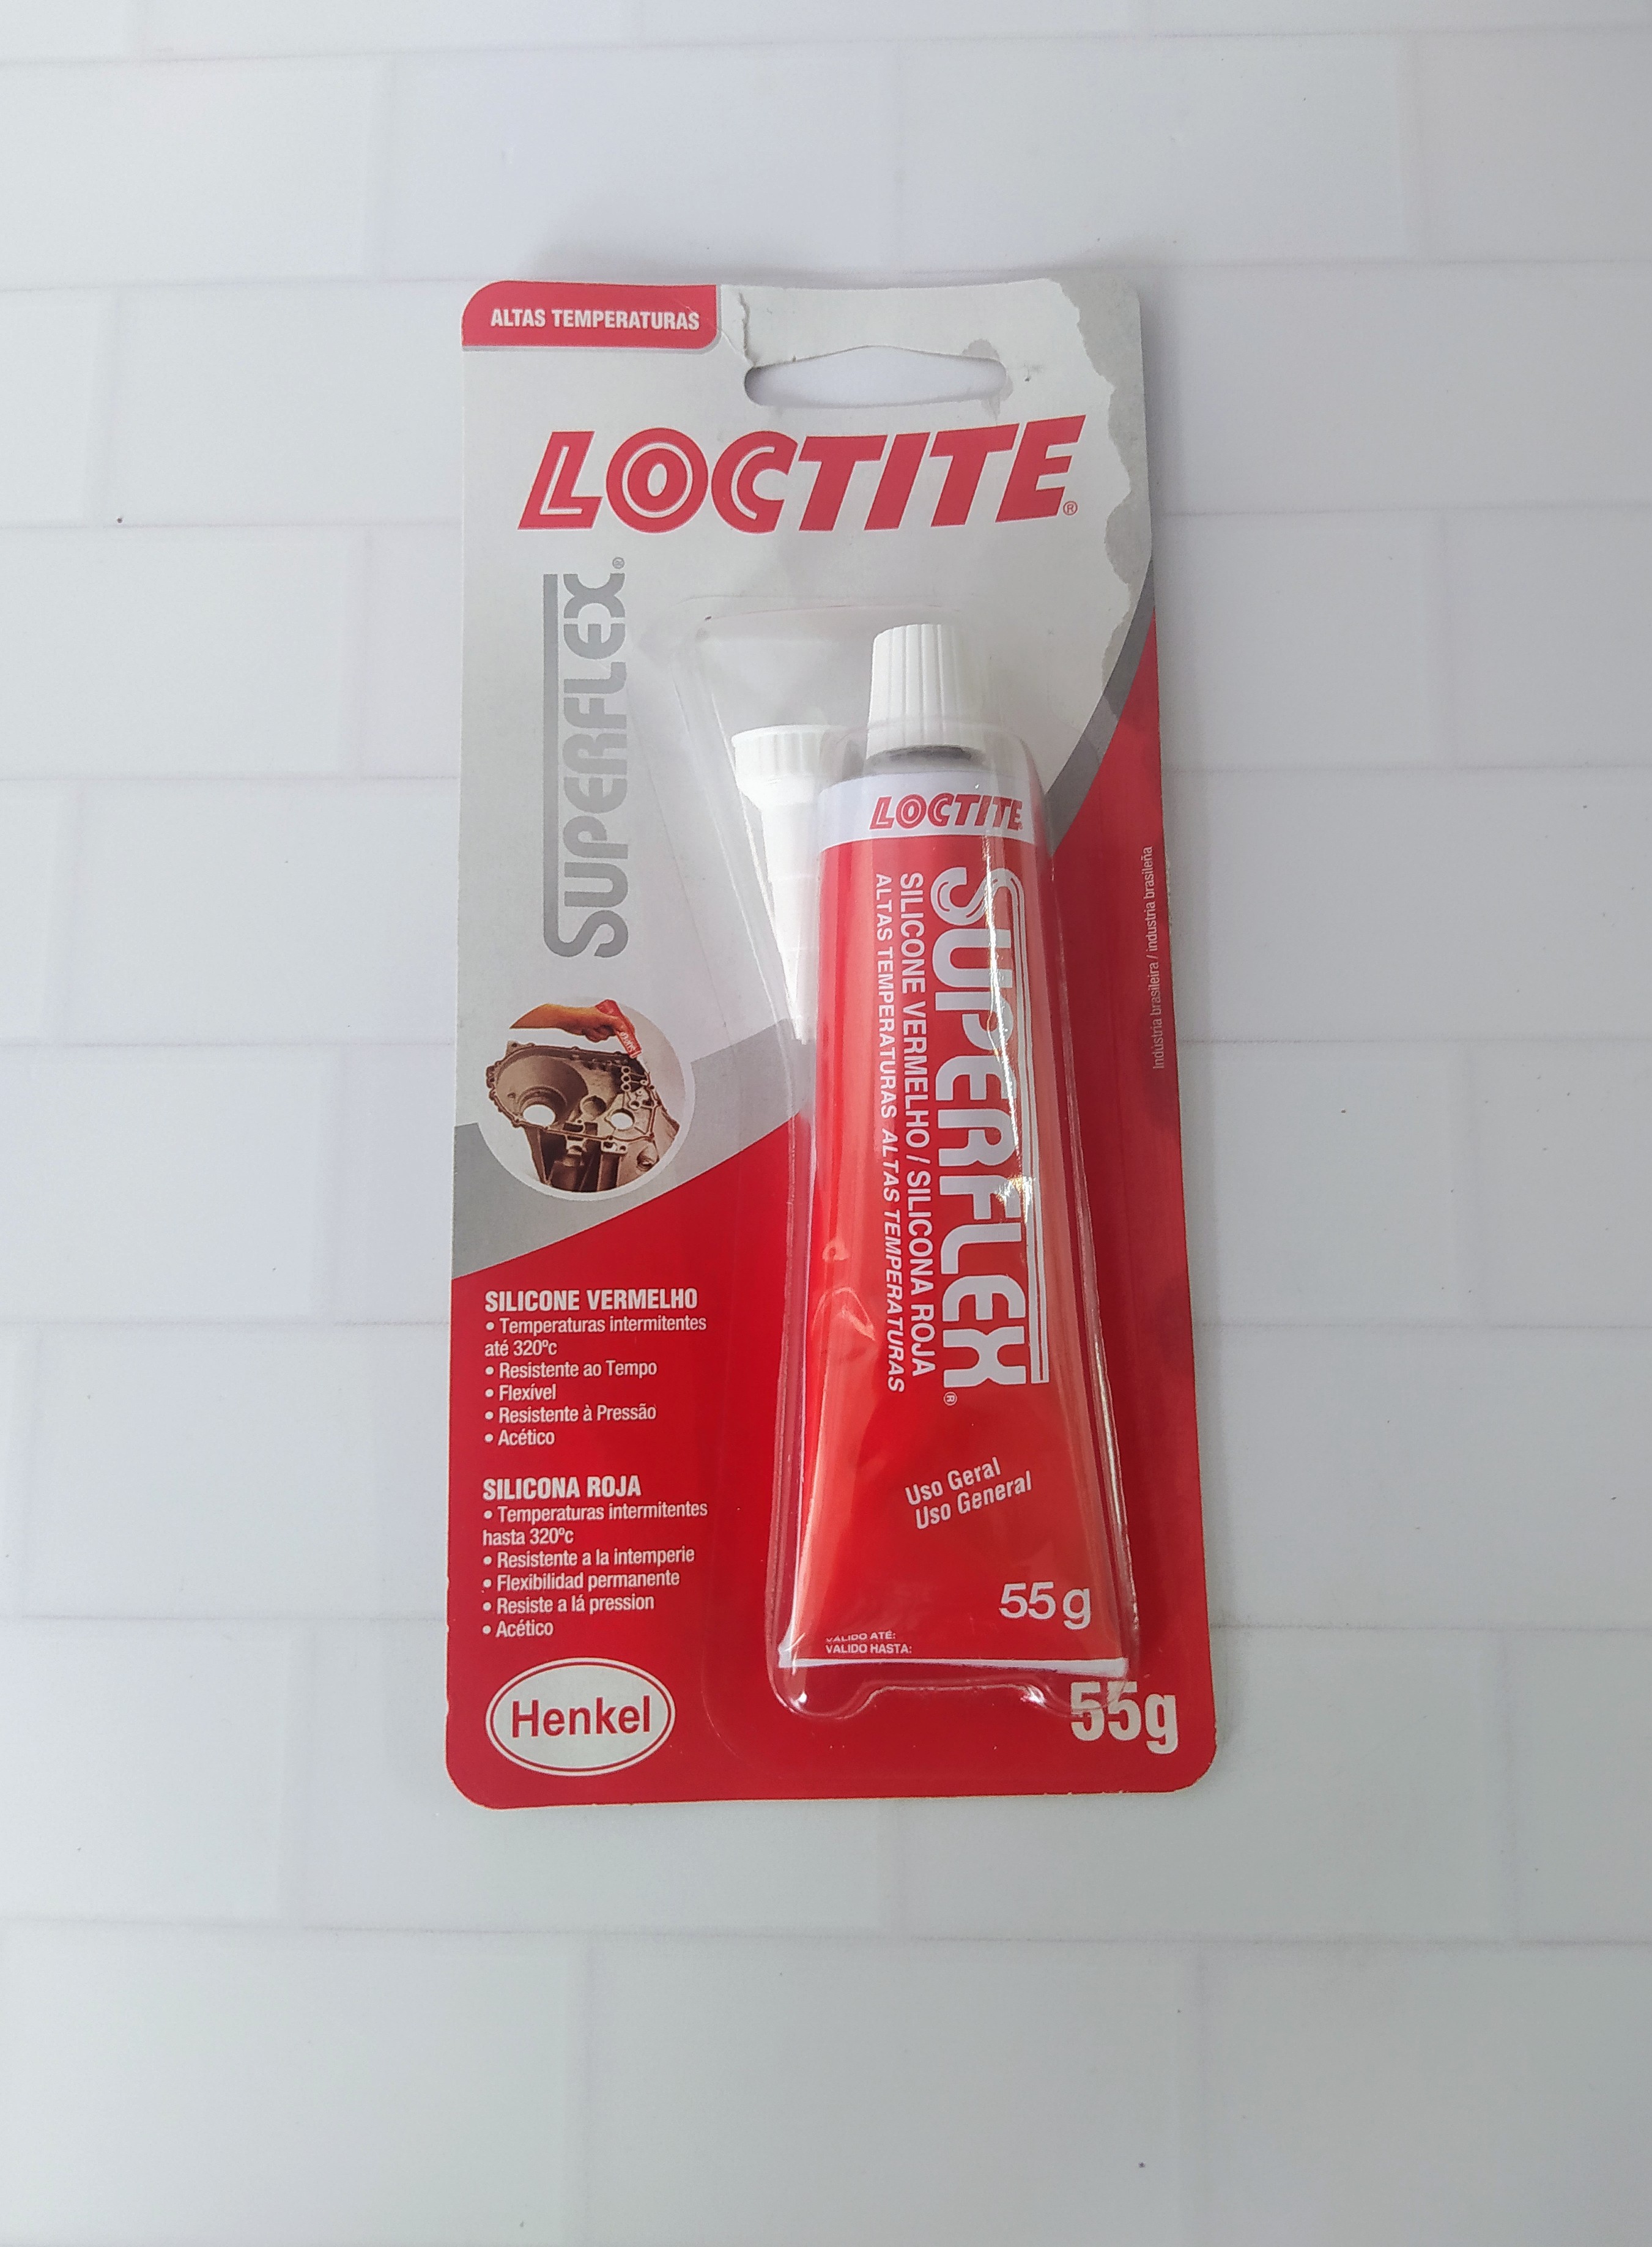 ALTAS TEMPERATURAS
LOCTITE®
SUPERFLEX®
LOCTITE
SUPERFLEX®
SILICONE VERMELHO / SILICONA ROJA
ALTAS TEMPERATURAS ALTAS TEMPERATURAS
Indústria brasileira / industria brasileña
SILICONE VERMELHO
• Temperaturas intermitentes
até 320ºc
• Resistente ao Tempo
• Flexível
• Resistente à Pressão
• Acético
SILICONA ROJA
• Temperaturas intermitentes
hasta 320ºc
• Resistente a la intemperie
• Flexibilidad permanente
• Resiste a lá pression
• Acético
Uso Geral
Uso General
55 g
VÁLIDO ATÉ:
VALIDO HASTA:
Henkel
55g